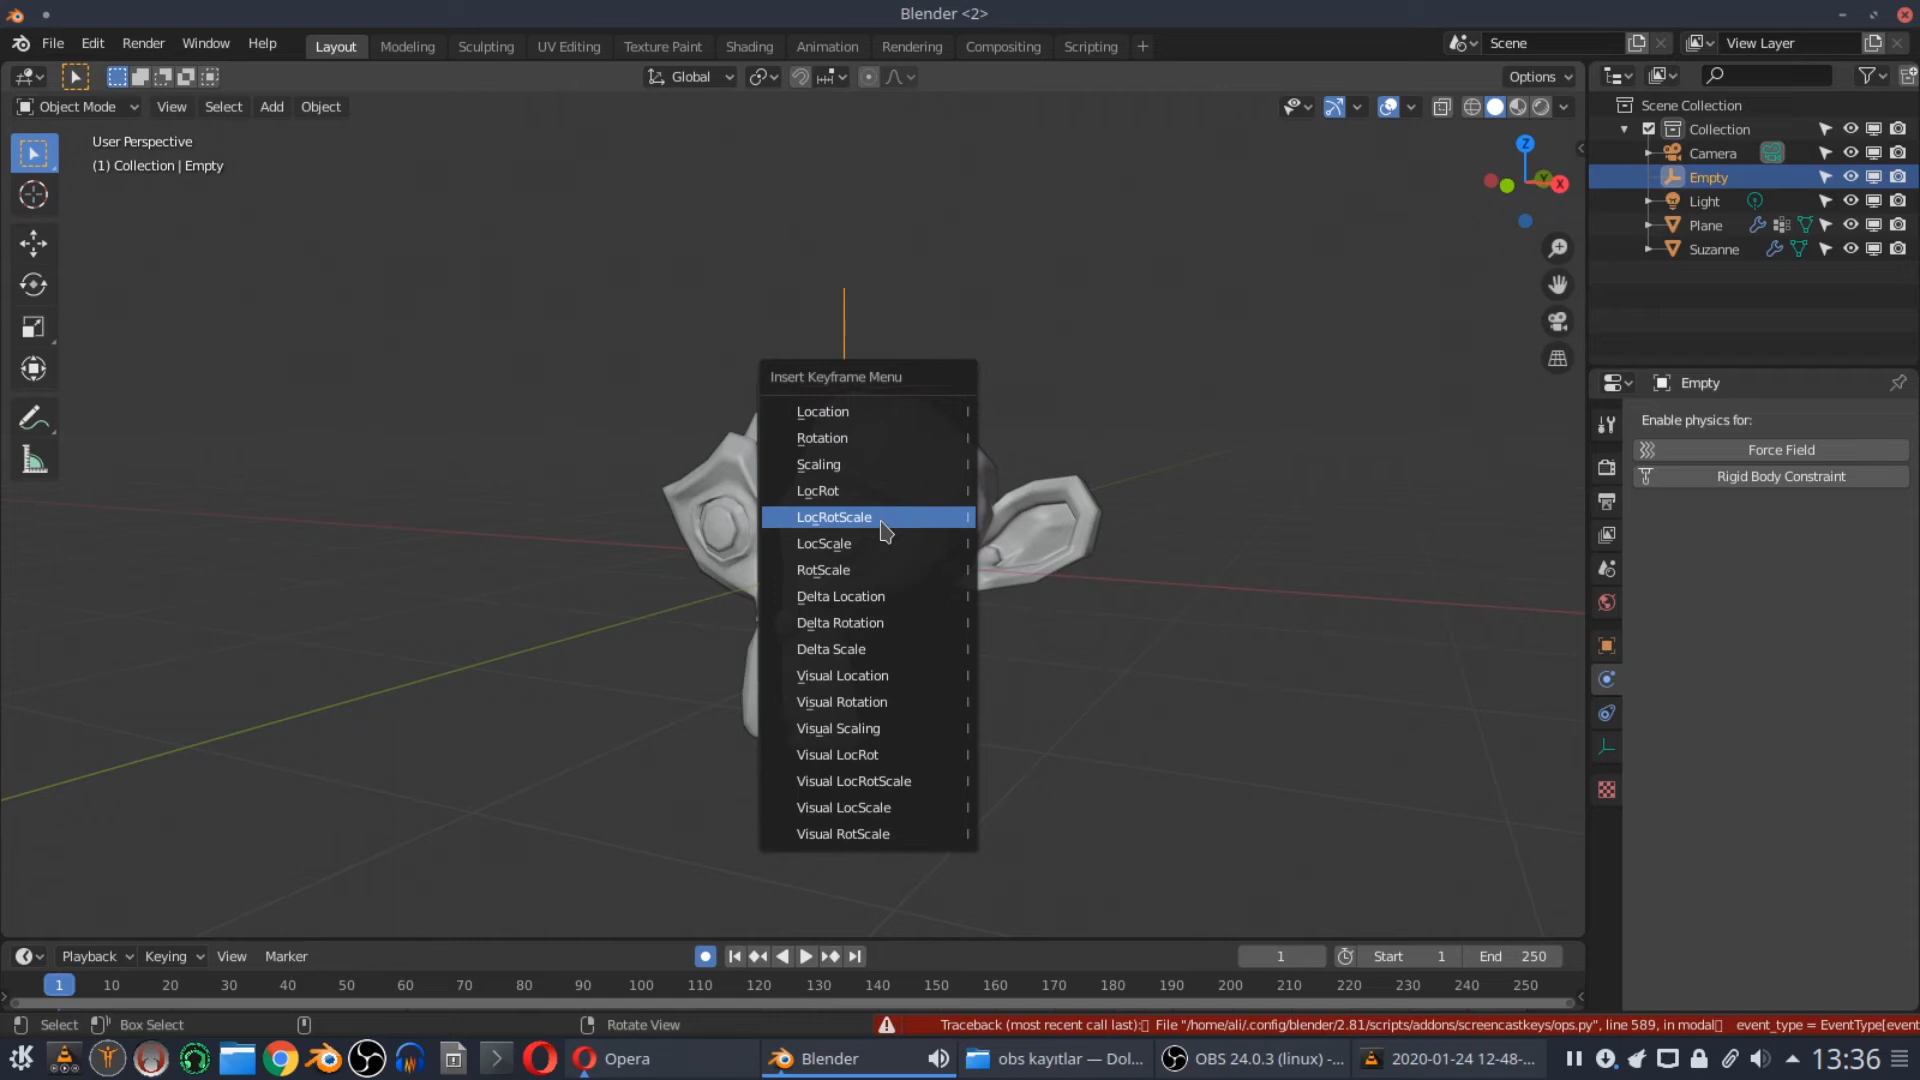 Blender <2>
File Edit Render Window Help Layout Modeling Sculpting UV Editing Texture Paint Shading Animation Rendering Compositing Scripting + Scene View Layer
Global Options
Object Mode View Select Add Object
User Perspective
(1) Collection | Empty
Z
Y
X
Scene Collection
Collection
Camera
Empty
Light
Plane
Suzanne
Empty
Enable physics for:
Force Field
Rigid Body Constraint
Insert Keyframe Menu
Location I
Rotation I
Scaling I
LocRot I
LocRotScale I
LocScale I
RotScale I
Delta Location I
Delta Rotation I
Delta Scale I
Visual Location I
Visual Rotation I
Visual Scaling I
Visual LocRot I
Visual LocRotScale I
Visual LocScale I
Visual RotScale I
Playback Keying View Marker 1 Start 1 End 250
1 10 20 30 40 50 60 70 80 90 100 110 120 130 140 150 160 170 180 190 200 210 220 230 240 250
Select Box Select Rotate View Traceback (most recent call last): File "/home/ali/.config/blender/2.81/scripts/addons/screencastkeys/ops.py", line 589, in modal event_type = EventType[event
Opera Blender obs kayıtlar — Dol... OBS 24.0.3 (linux) -... 2020-01-24 12-48-... 13:36